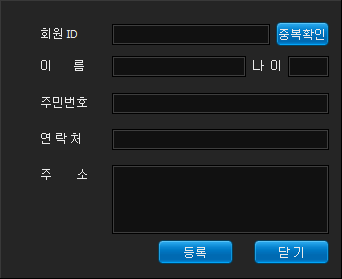 회원 ID 중복확인
이 름 나 이
주민번호
연 락 처
주 소
등록 닫 기